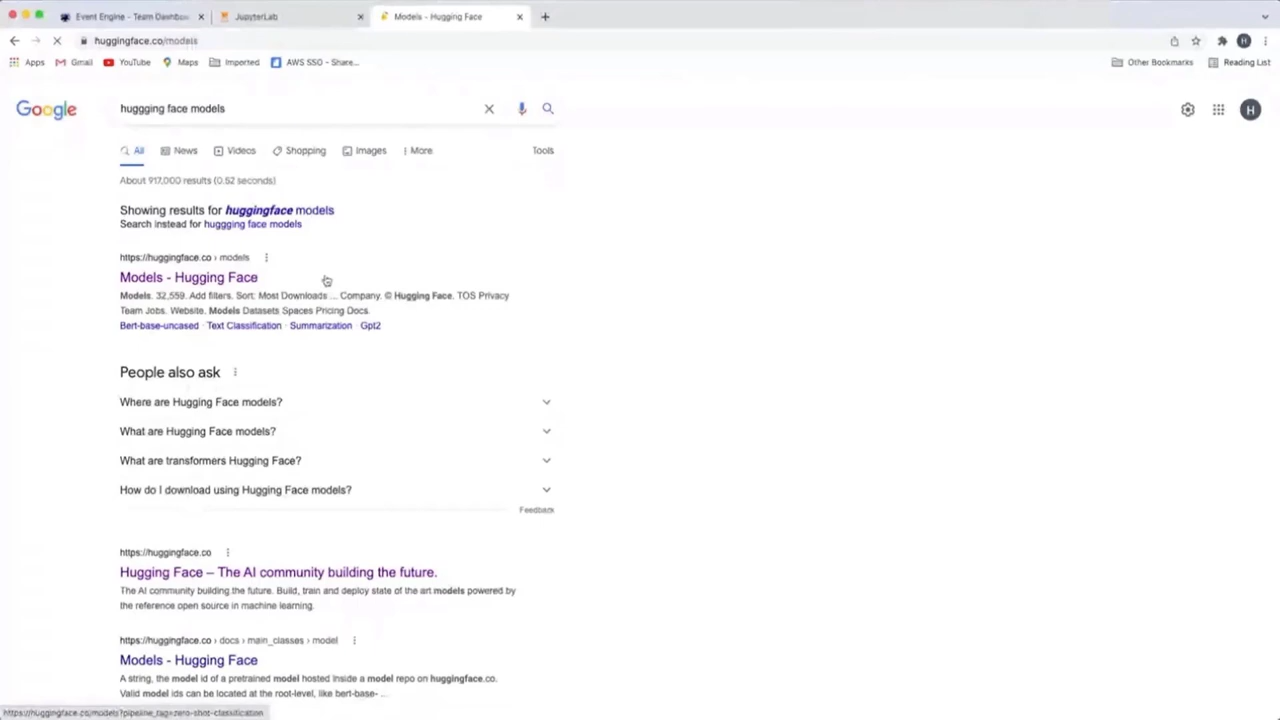 Event Engine - Team Dashbo
JupyterLab
Models - Hugging Face
huggingface.co/models
H
Apps
Gmail
YouTube
Maps
Imported
AWS SSO - Share...
Other Bookmarks
Reading List
Google
huggging face models
H
All
News
Videos
Shopping
Images
More
Tools
About 917,000 results (0.52 seconds)
Showing results for huggingface models
Search instead for huggging face models
https://huggingface.co › models
Models - Hugging Face
Models. 32,559. Add filters. Sort: Most Downloads ... Company. © Hugging Face. TOS Privacy
Team Jobs. Website. Models Datasets Spaces Pricing Docs.
Bert-base-uncased · Text Classification · Summarization · Gpt2
People also ask
Where are Hugging Face models?
What are Hugging Face models?
What are transformers Hugging Face?
How do I download using Hugging Face models?
Feedback
https://huggingface.co
Hugging Face – The AI community building the future.
The AI community building the future. Build, train and deploy state of the art models powered by
the reference open source in machine learning.
https://huggingface.co › docs › main_classes › model
Models - Hugging Face
A string, the model id of a pretrained model hosted inside a model repo on huggingface.co.
Valid model ids can be located at the root-level, like bert-base- ...
https://huggingface.co/models?pipeline_tag=zero-shot-classification